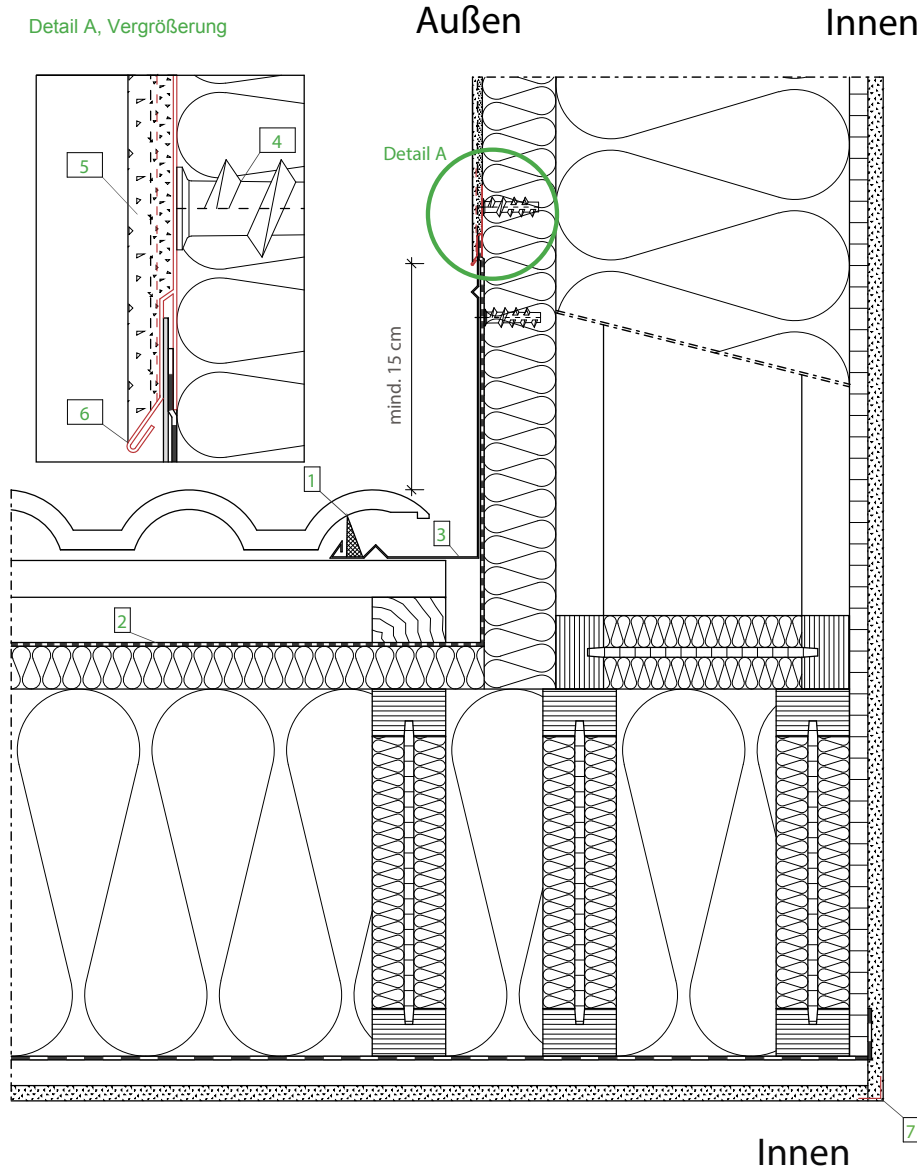 Detail A, Vergrößerung
Außen
Innen
4
5
Detail A
mind. 15 cm
6
1
3
2
7
Innen